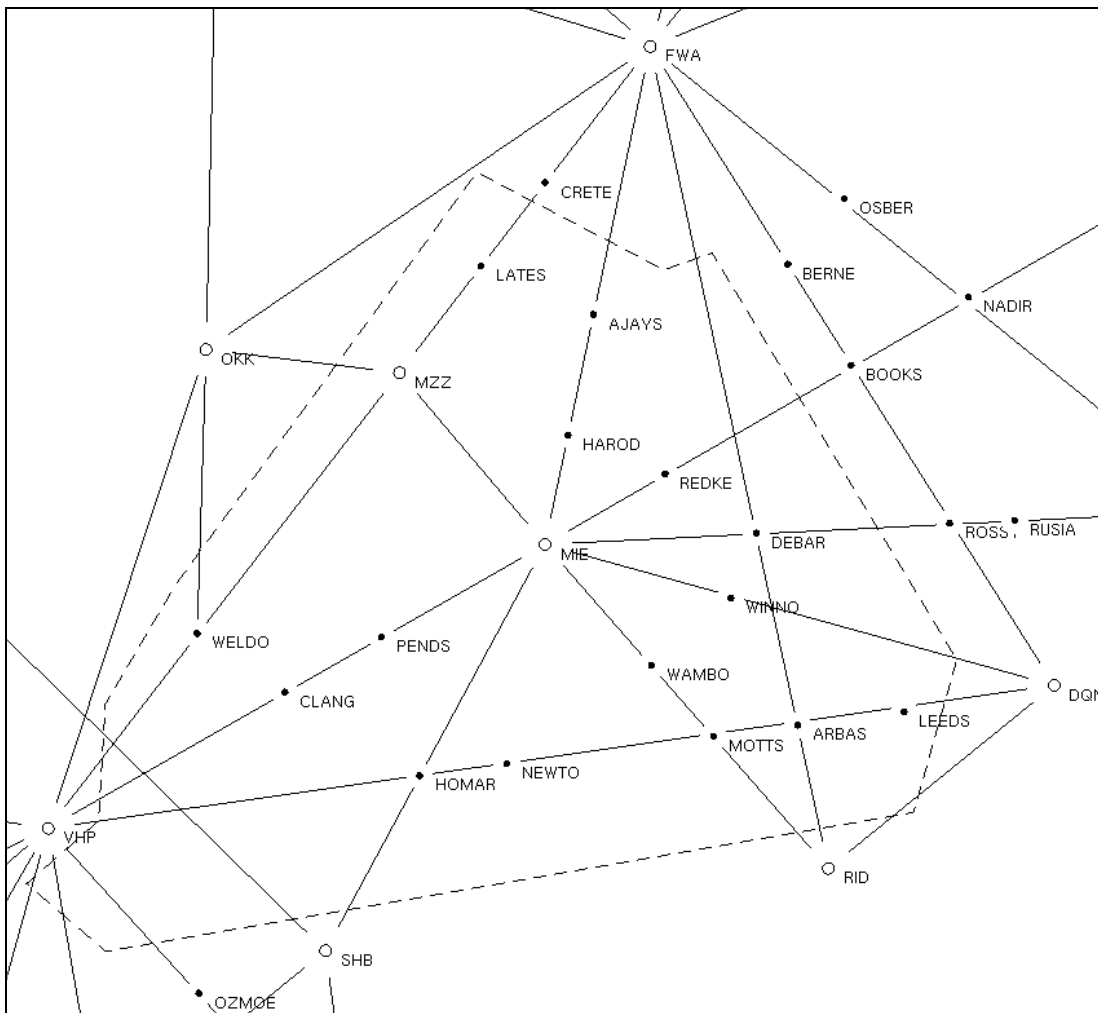 FWA
CRETE
OSBER
LATES
BERNE
NADIR
AJAYS
OKK
MZZ
BOOKS
HAROD
REDKE
ROSS
RUSIA
DEBAR
MIE
WINNO
WELDO
PENDS
WAMBO
DQN
CLANG
LEEDS
ARBAS
MOTTS
NEWTO
HOMAR
VHP
RID
SHB
OZMOE